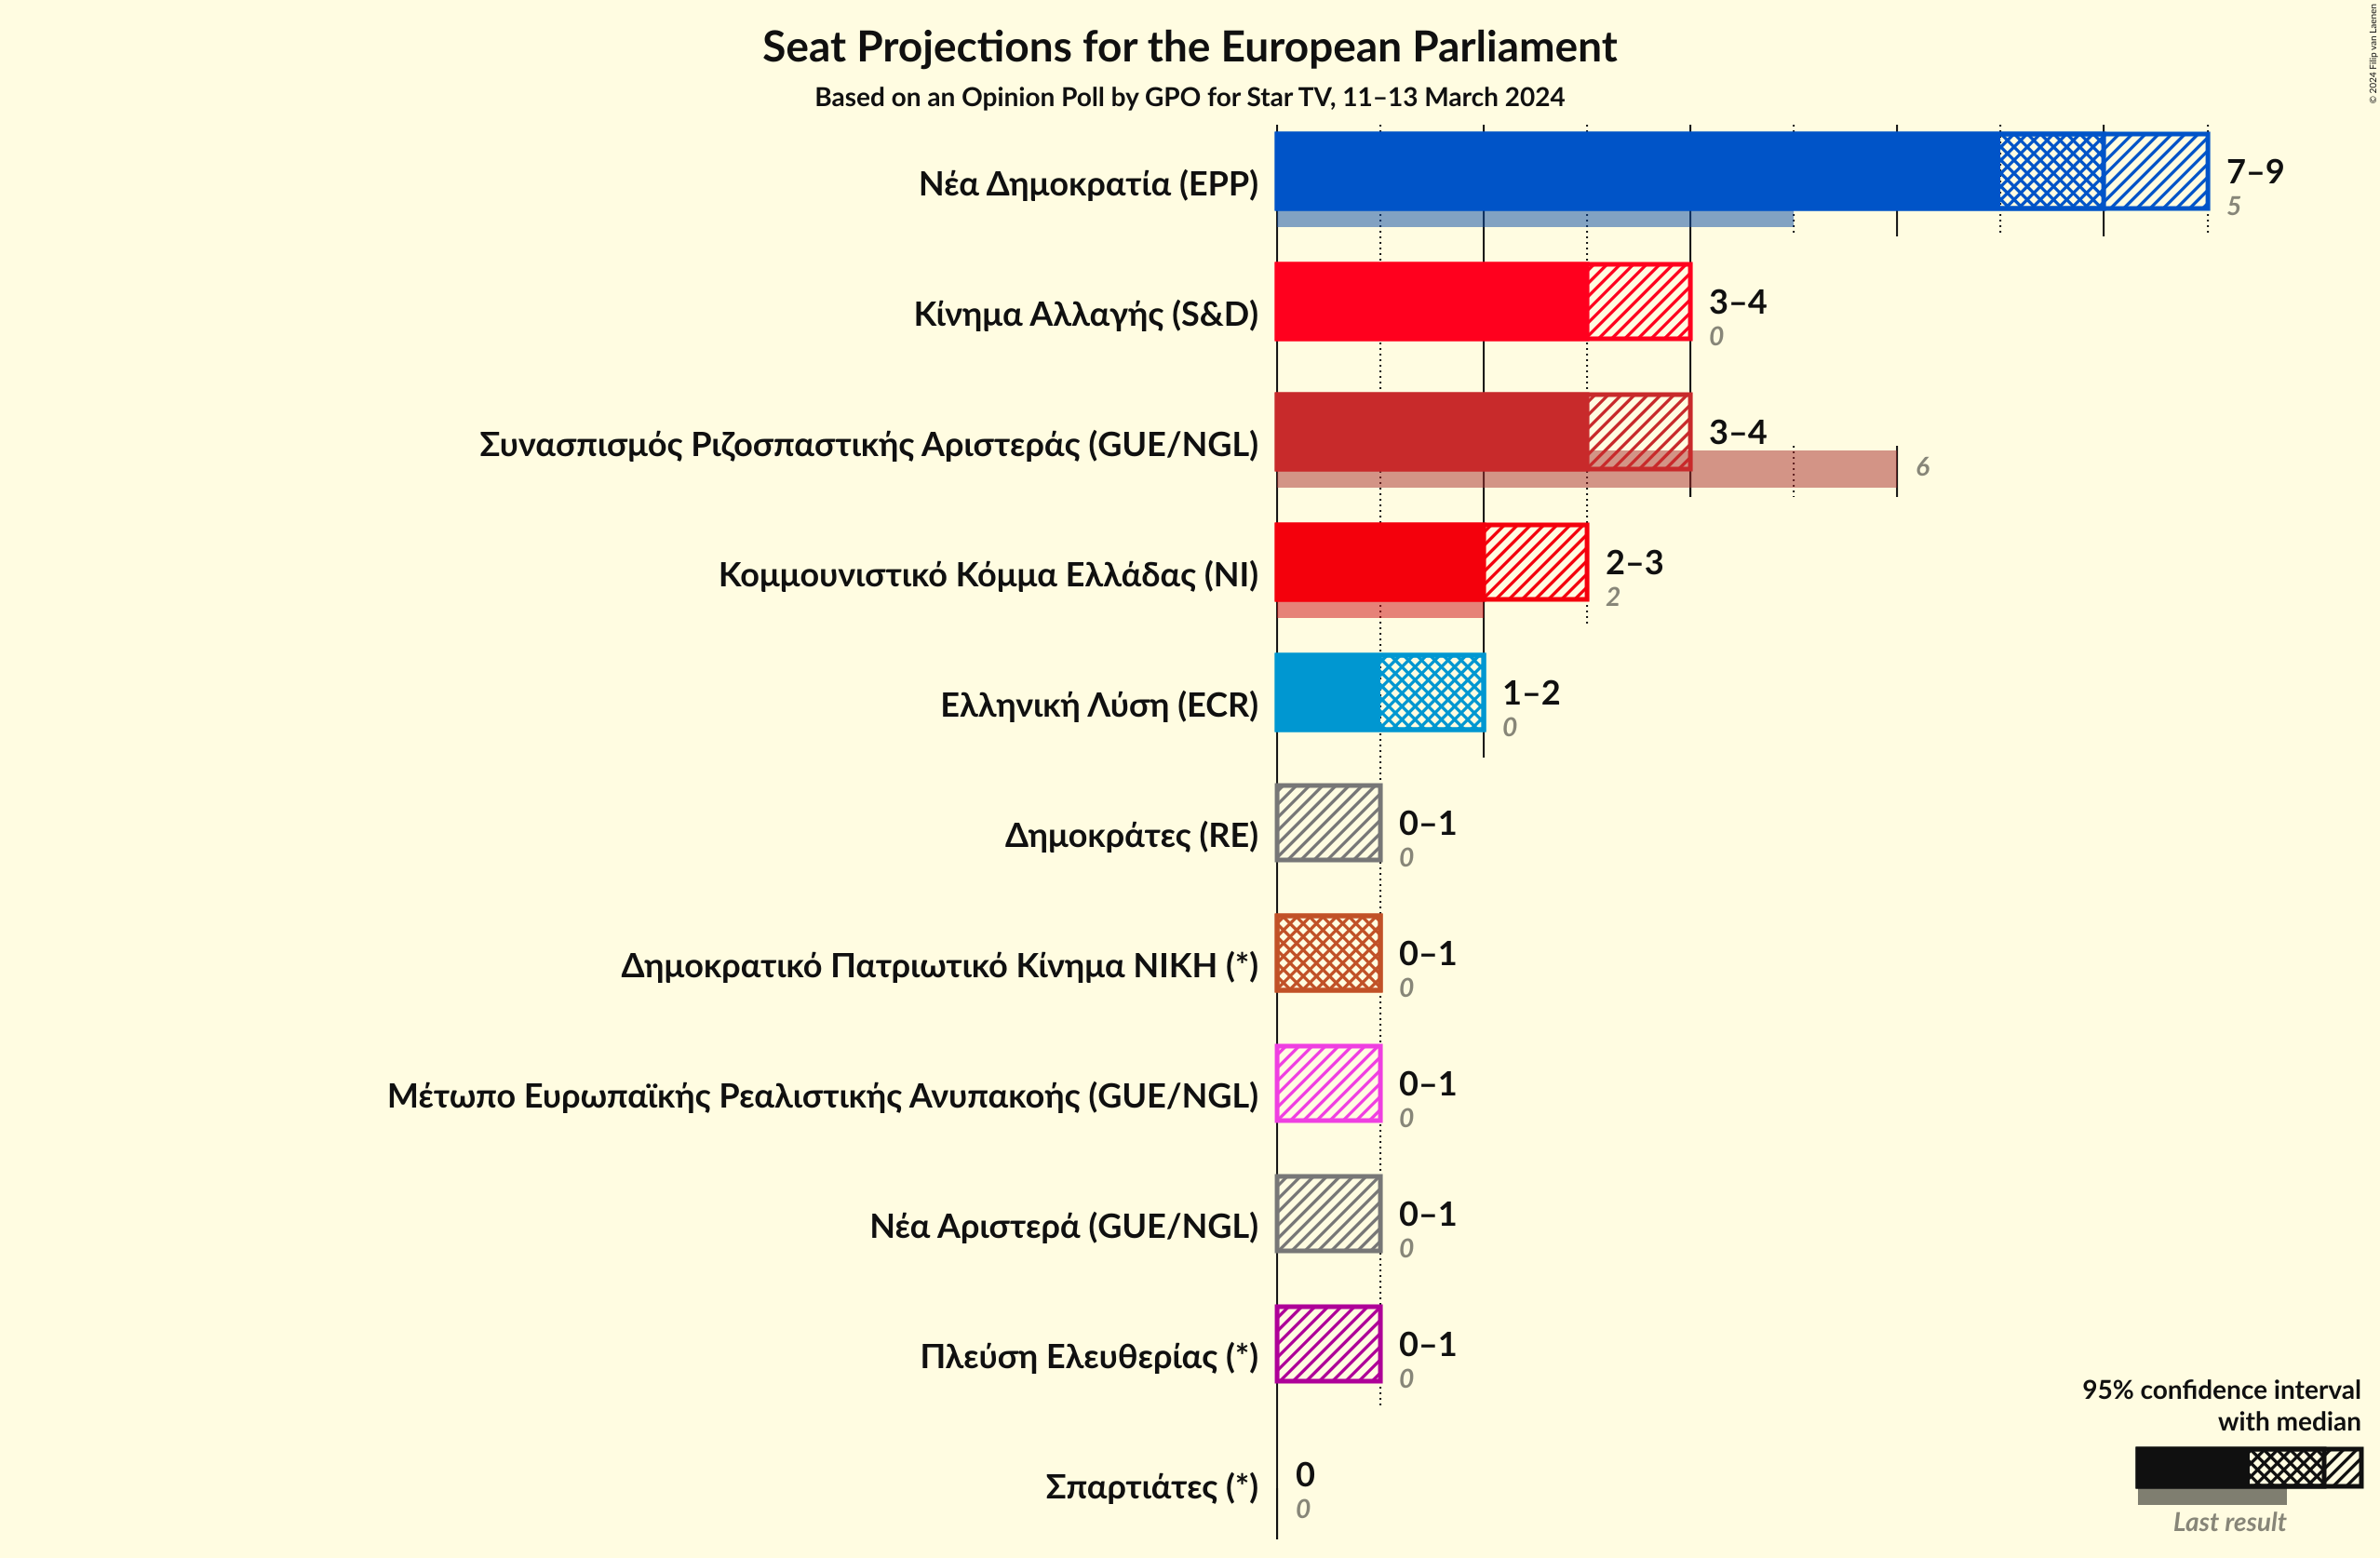 Seat Projections for the European Parliament
Based on an Opinion Poll by GPO for Star TV, 11–13 March 2024
© 2024 Filip van Laenen
Νέα Δημοκρατία (EPP)
7–9
5
Κίνημα Αλλαγής (S&D)
3–4
0
Συνασπισμός Ριζοσπαστικής Αριστεράς (GUE/NGL)
3–4
6
Κομμουνιστικό Κόμμα Ελλάδας (NI)
2–3
2
Ελληνική Λύση (ECR)
1–2
0
Δημοκράτες (RE)
0–1
0
Δημοκρατικό Πατριωτικό Κίνημα ΝΙΚΗ (*)
0–1
0
Μέτωπο Ευρωπαϊκής Ρεαλιστικής Ανυπακοής (GUE/NGL)
0–1
0
Νέα Αριστερά (GUE/NGL)
0–1
0
Πλεύση Ελευθερίας (*)
0–1
0
Σπαρτιάτες (*)
0
0
95% confidence interval
with median
Last result